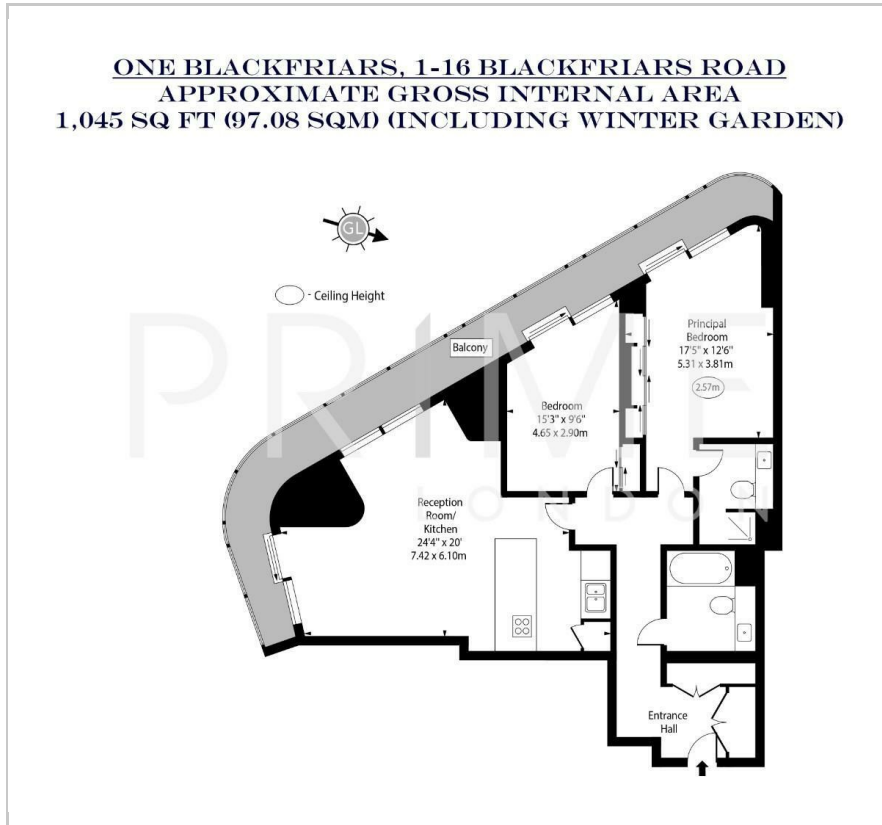 ONE BLACKFRIARS, 1-16 BLACKFRIARS ROAD
APPROXIMATE GROSS INTERNAL AREA
1,045 SQ FT (97.08 SQM) (INCLUDING WINTER GARDEN)
GL
- Ceiling Height
PRIME
LONDON
Balcony
Principal
Bedroom
17'5" x 12'6"
5.31 x 3.81m
2.57m
Bedroom
15'3" x 9'6"
4.65 x 2.90m
Reception
Room/
Kitchen
24'4" x 20'
7.42 x 6.10m
Entrance
Hall